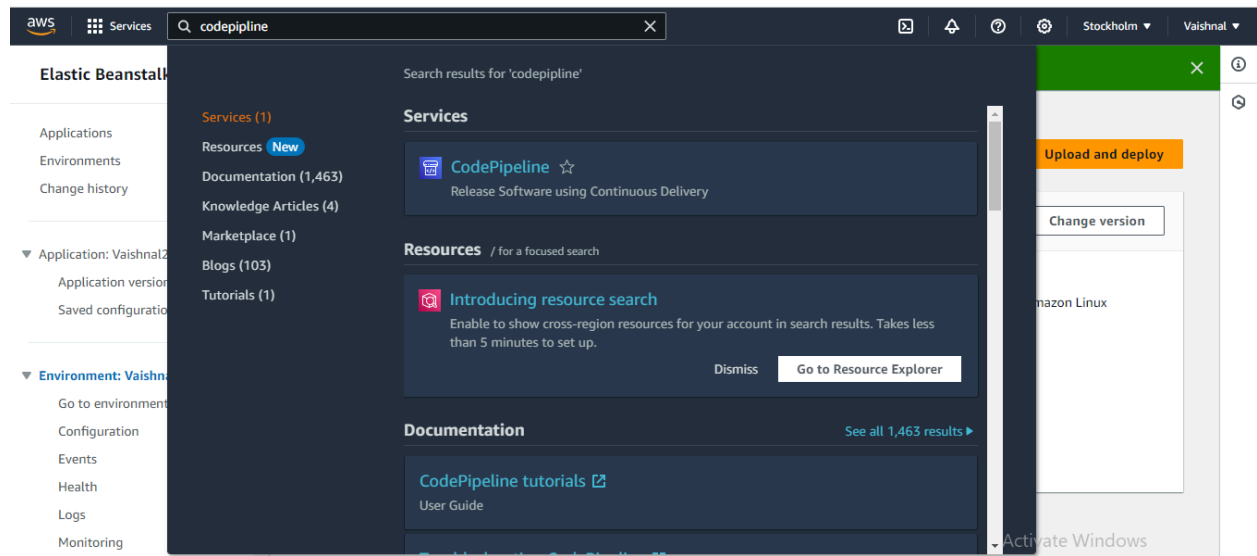 aws Services codepipline Stockholm ▼ Vaishnal ▼
Elastic Beanstalk
Applications
Environments
Change history
▼ Application: Vaishnal2
Application version
Saved configuratio
▼ Environment: Vaishna
Go to environment
Configuration
Events
Health
Logs
Monitoring
Search results for 'codepipline'
Services (1)
Resources New
Documentation (1,463)
Knowledge Articles (4)
Marketplace (1)
Blogs (103)
Tutorials (1)
Services
CodePipeline
Release Software using Continuous Delivery
Resources / for a focused search
Introducing resource search
Enable to show cross-region resources for your account in search results. Takes less
than 5 minutes to set up.
Dismiss Go to Resource Explorer
Documentation See all 1,463 results
CodePipeline tutorials
User Guide
Upload and deploy
Change version
mazon Linux
Activate Windows